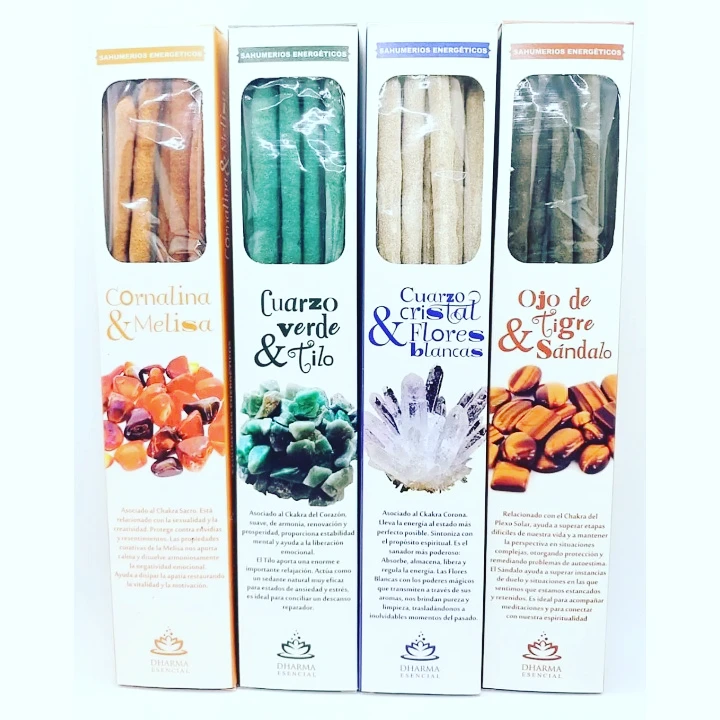 SAHUMERIOS ENERGÉTICOS
Cornalina
& Melisa
Asociado al Chakra Sacro. Está
relacionado con la sexualidad y la
creatividad. Protege contra envidias
y resentimientos. Las propiedades
curativas de la Melisa nos aporta
calma y disuelve armoniosamente
la negatividad emocional.
Ayuda a disipar la apatía restaurando
la vitalidad y la motivación.
DHARMA
ESENCIAL
SAHUMERIOS ENERGÉTICOS
Cuarzo
verde
& Tilo
Asociado al Chakra del Corazón,
suave, de armonía, renovación y
prosperidad, proporciona estabilidad
mental y ayuda a la liberación
emocional.
El Tilo aporta una enorme e
importante relajación. Actúa como
un sedante natural muy eficaz
para estados de ansiedad y estrés,
es ideal para conciliar un descanso
reparador.
DHARMA
ESENCIAL
SAHUMERIOS ENERGÉTICOS
Cuarzo
cristal
& Flores
blancas
Asociado al Chakra Corona.
Lleva la energía al estado más
perfecto posible. Sintoniza con
el propósito espiritual. Es el
sanador más poderoso:
Absorbe, almacena, libera y
regula la energía. Las Flores
Blancas con los poderes mágicos
que transmiten a través de sus
aromas, nos brindan pureza y
limpieza, trasladándonos a
inolvidables momentos del pasado.
DHARMA
ESENCIAL
SAHUMERIOS ENERGÉTICOS
Ojo de
Tigre
& Sándalo
Relacionado con el Chakra del
Plexo Solar, ayuda a superar etapas
difíciles de nuestra vida y a mantener
la perspectiva en situaciones
complejas, otorgando protección y
remediando problemas de autoestima.
El Sándalo ayuda a superar instancias
de duelo y situaciones en las que
sentimos que estamos estancados
y retenidos. Es ideal para acompañar
meditaciones y para conectar
con nuestra espiritualidad
DHARMA
ESENCIAL